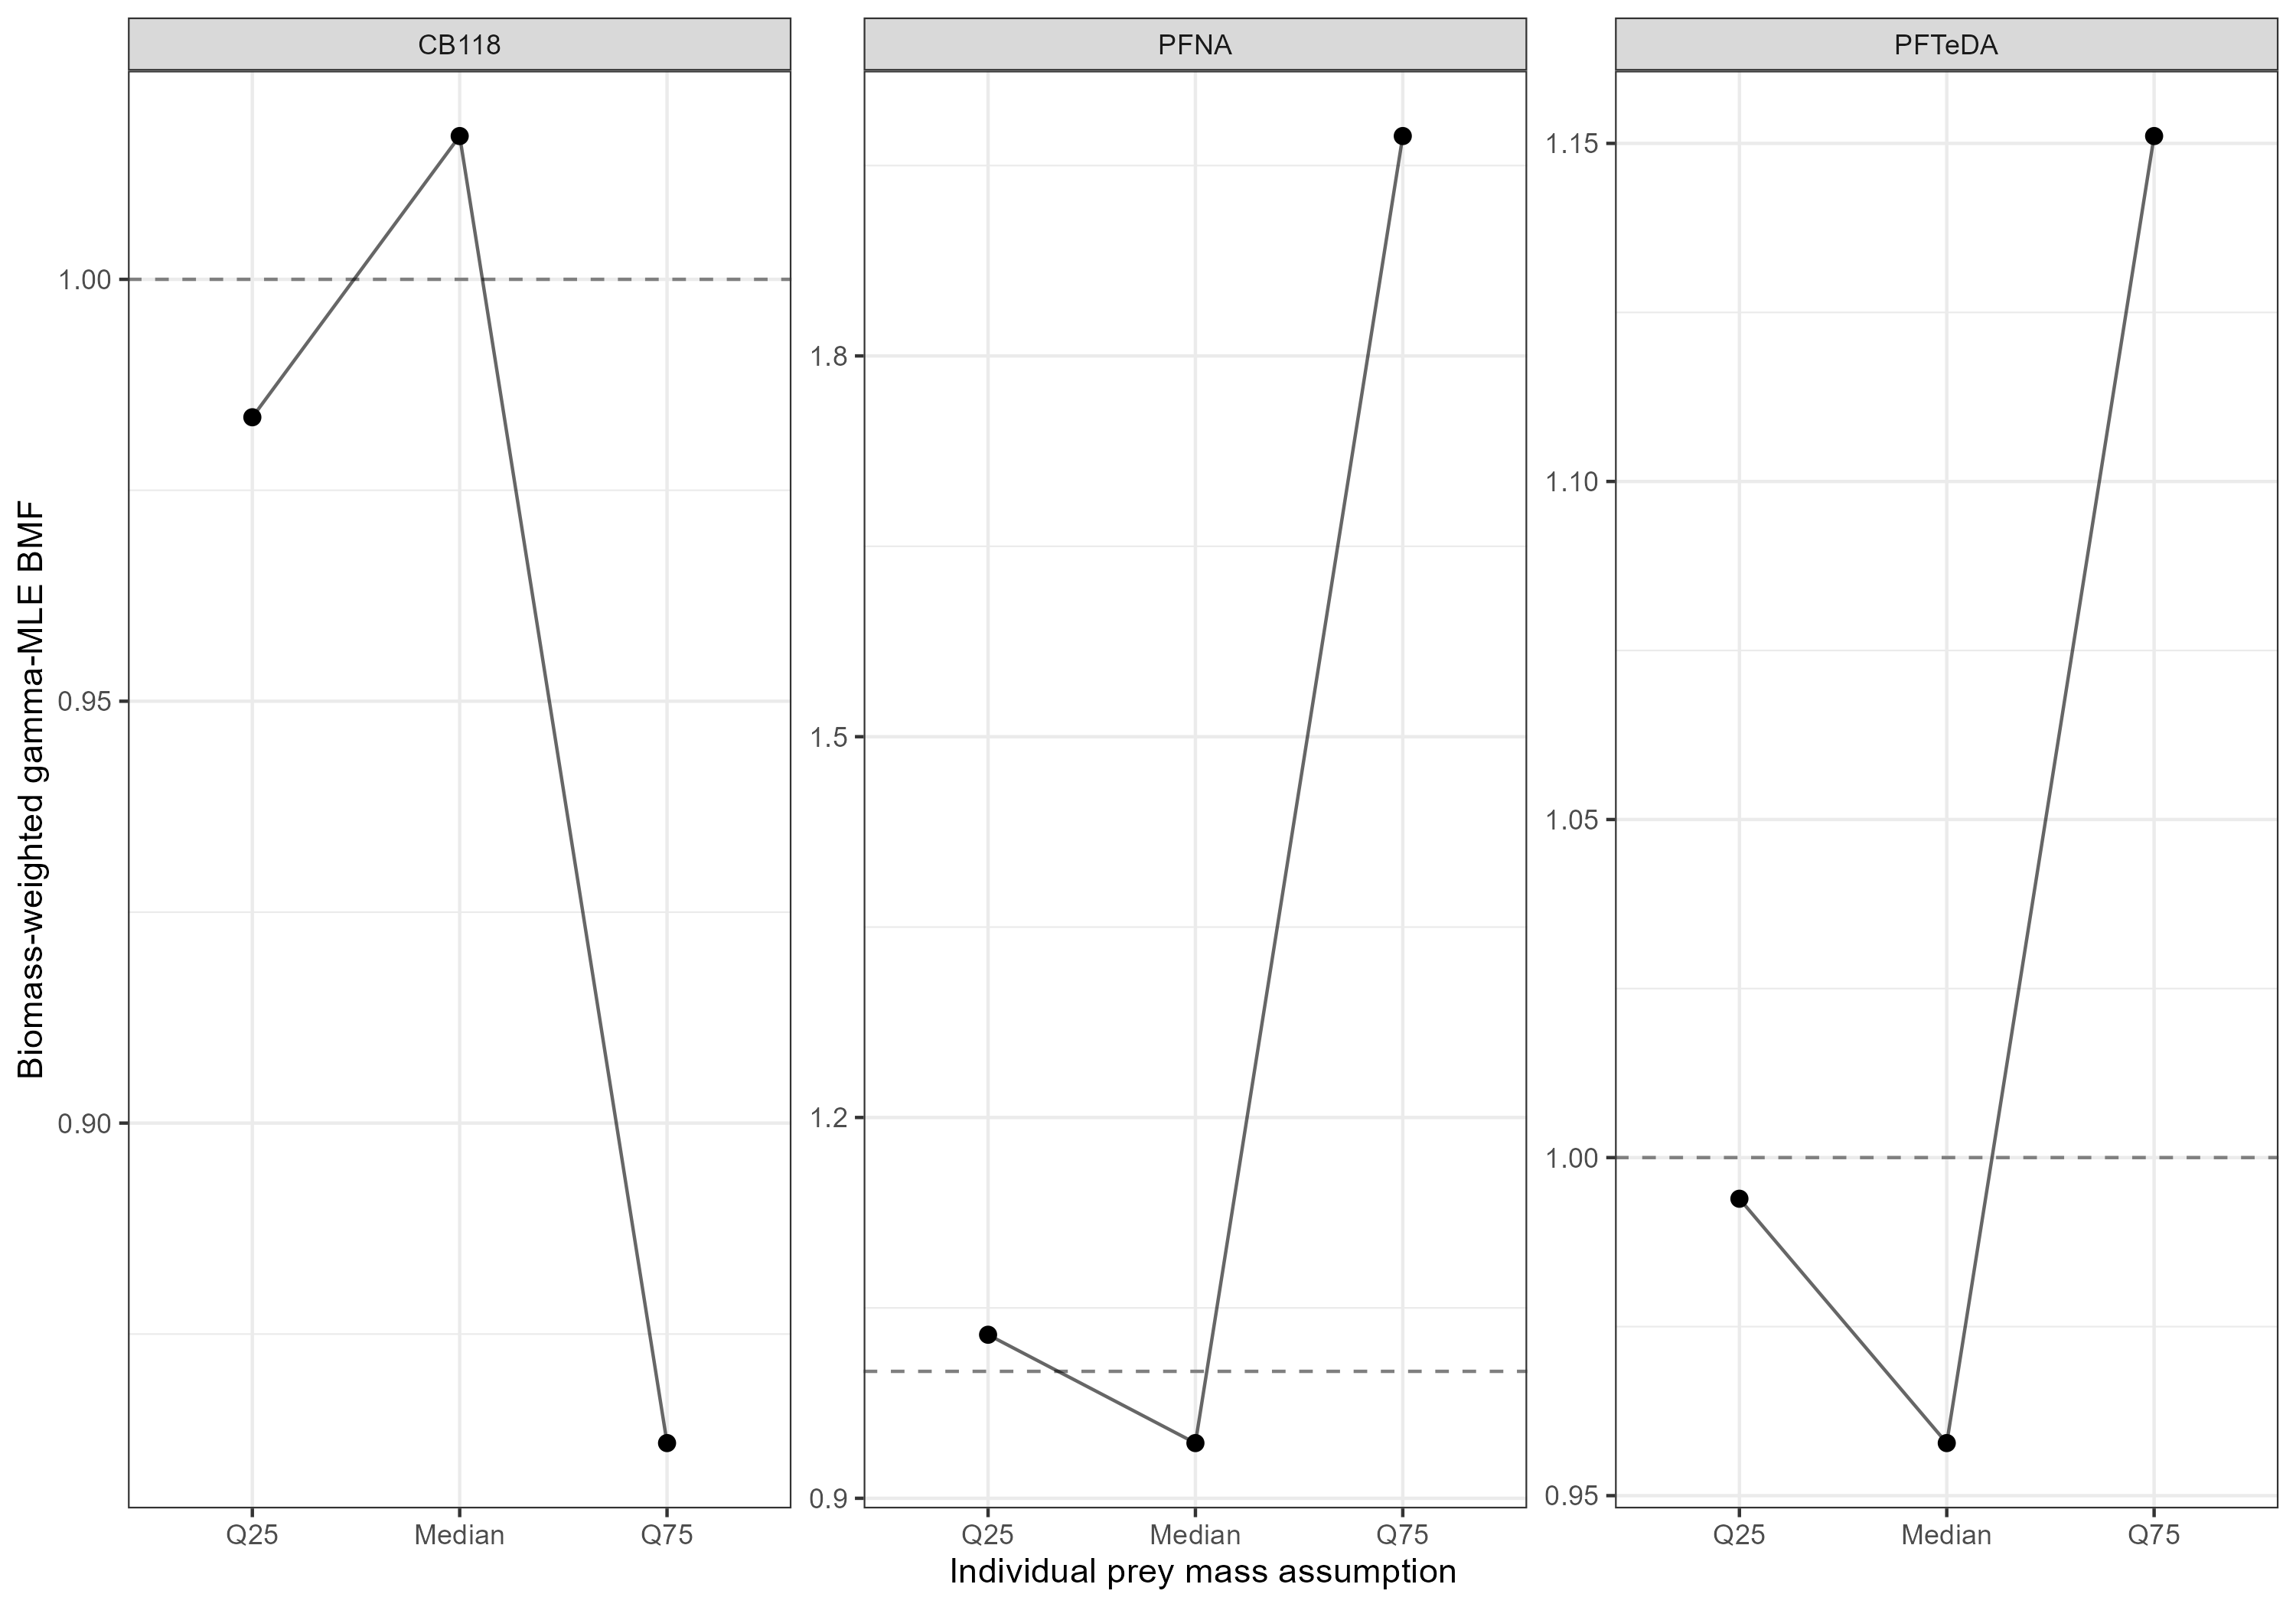 CB118
PFNA
PFTeDA
Biomass-weighted gamma-MLE BMF
1.00
0.95
0.90
1.8
1.5
1.2
0.9
1.15
1.10
1.05
1.00
0.95
Q25 Median Q75
Q25 Median Q75
Q25 Median Q75
Individual prey mass assumption